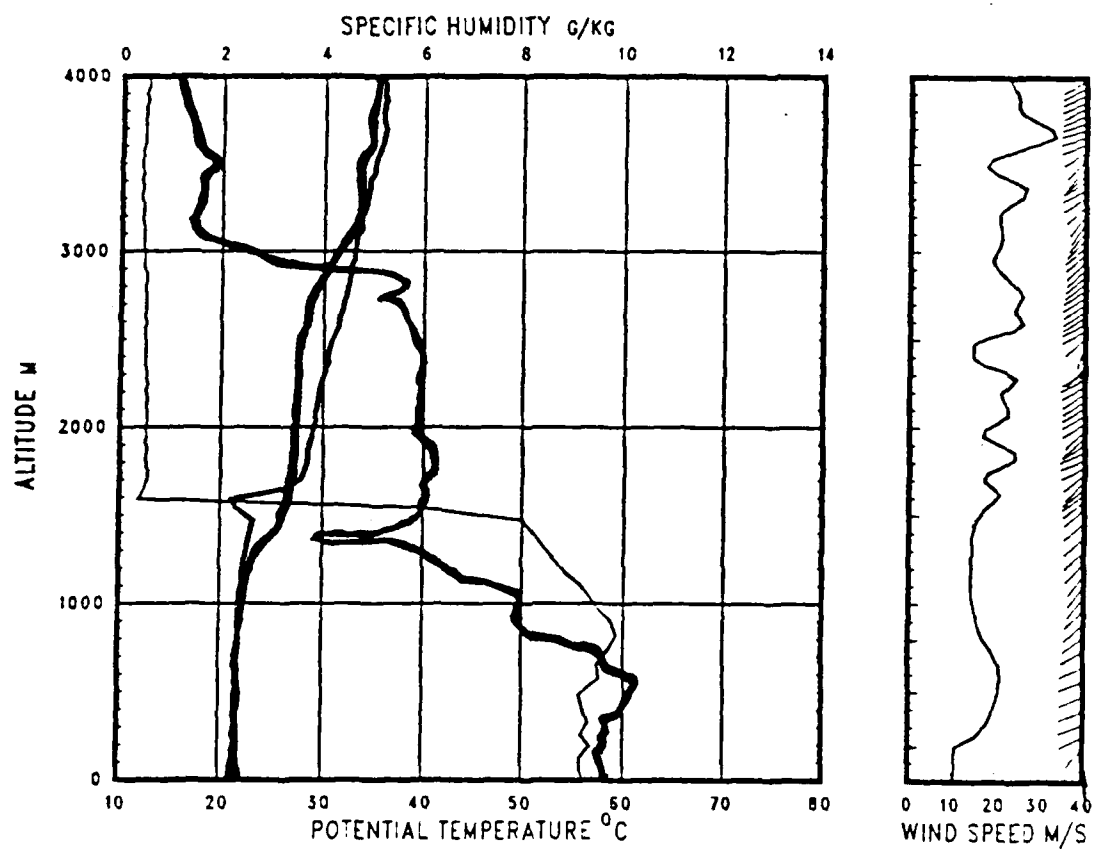 SPECIFIC HUMIDITY G/KG
0 2 4 6 8 10 12 14
4000
3000
2000
1000
0
ALTITUDE M
10 20 30 40 50 60 70 80
POTENTIAL TEMPERATURE °C
0 10 20 30 40
WIND SPEED M/S